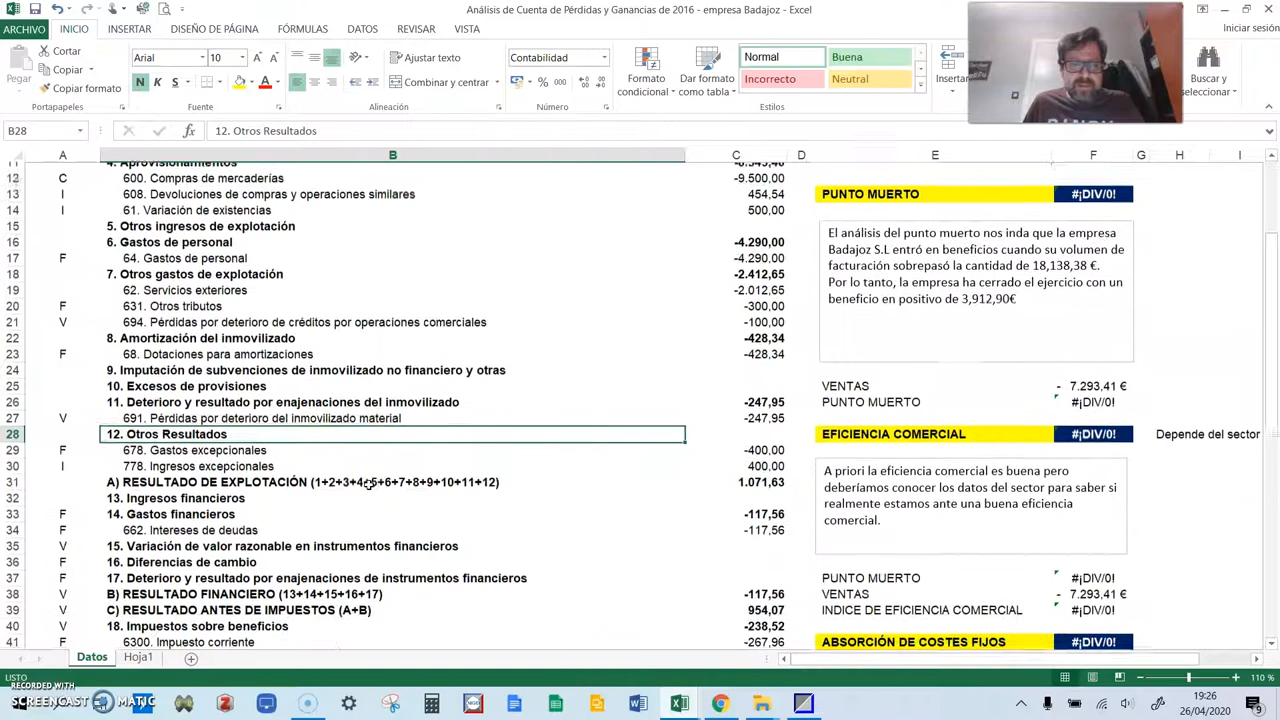 Análisis de Cuenta de Pérdidas y Ganancias de 2016 - empresa Badajoz - Excel
ARCHIVO INICIO INSERTAR DISEÑO DE PÁGINA FÓRMULAS DATOS REVISAR VISTA Iniciar sesión
Pegar
Cortar
Copiar
Copiar formato
Portapapeles
Arial 10
N K S
Fuente
Ajustar texto
Combinar y centrar
Alineación
Contabilidad
% 000
Número
Formato condicional
Dar formato como tabla
Normal Buena
Incorrecto Neutral
Estilos
Insertar
Buscar y seleccionar
B28 fx 12. Otros Resultados
A B C D E F G H I
11 4. Aprovisionamientos
12 C 600. Compras de mercaderías -9.500,00
13 I 608. Devoluciones de compras y operaciones similares 454,54 PUNTO MUERTO #¡DIV/0!
14 I 61. Variación de existencias 500,00
15 5. Otros ingresos de explotación
16 6. Gastos de personal -4.290,00
17 F 64. Gastos de personal -4.290,00
18 7. Otros gastos de explotación -2.412,65
19 62. Servicios exteriores -2.012,65
20 F 631. Otros tributos -300,00
21 V 694. Pérdidas por deterioro de créditos por operaciones comerciales -100,00
22 8. Amortización del inmovilizado -428,34
23 F 68. Dotaciones para amortizaciones -428,34
24 9. Imputación de subvenciones de inmovilizado no financiero y otras
25 10. Excesos de provisiones VENTAS - 7.293,41 €
26 11. Deterioro y resultado por enajenaciones del inmovilizado -247,95 PUNTO MUERTO #¡DIV/0!
27 V 691. Pérdidas por deterioro del inmovilizado material -247,95
28 12. Otros Resultados EFICIENCIA COMERCIAL #¡DIV/0! Depende del sector
29 F 678. Gastos excepcionales -400,00
30 I 778. Ingresos excepcionales 400,00
31 A) RESULTADO DE EXPLOTACIÓN (1+2+3+4+5+6+7+8+9+10+11+12) 1.071,63
32 13. Ingresos financieros
33 F 14. Gastos financieros -117,56
34 F 662. Intereses de deudas -117,56
35 V 15. Variación de valor razonable en instrumentos financieros
36 F 16. Diferencias de cambio
37 F 17. Deterioro y resultado por enajenaciones de instrumentos financieros PUNTO MUERTO #¡DIV/0!
38 V B) RESULTADO FINANCIERO (13+14+15+16+17) -117,56 VENTAS - 7.293,41 €
39 V C) RESULTADO ANTES DE IMPUESTOS (A+B) 954,07 INDICE DE EFICIENCIA COMERCIAL #¡DIV/0!
40 V 18. Impuestos sobre beneficios -238,52
41 F 6300. Impuesto corriente -267,96 ABSORCIÓN DE COSTES FIJOS #¡DIV/0!
El análisis del punto muerto nos inda que la empresa
Badajoz S.L entró en beneficios cuando su volumen de
facturación sobrepasó la cantidad de 18,138,38 €.
Por lo tanto, la empresa ha cerrado el ejercicio con un
beneficio en positivo de 3,912,90€
A priori la eficiencia comercial es buena pero
deberíamos conocer los datos del sector para saber si
realmente estamos ante una buena eficiencia
comercial.
Datos Hoja1
LISTO 110 %
RECORDED WITH
SCREENCAST MATIC
19:26
26/04/2020